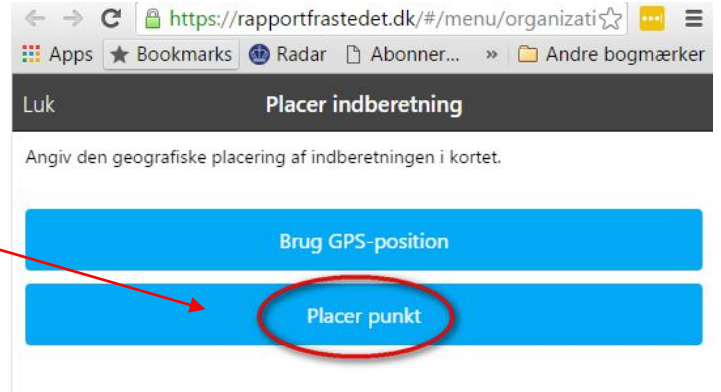 https://rapportfrastedet.dk/#/menu/organizati
Apps Bookmarks Radar Abonner... » Andre bogmærker
Luk Placer indberetning
Angiv den geografiske placering af indberetningen i kortet.
Brug GPS-position
Placer punkt